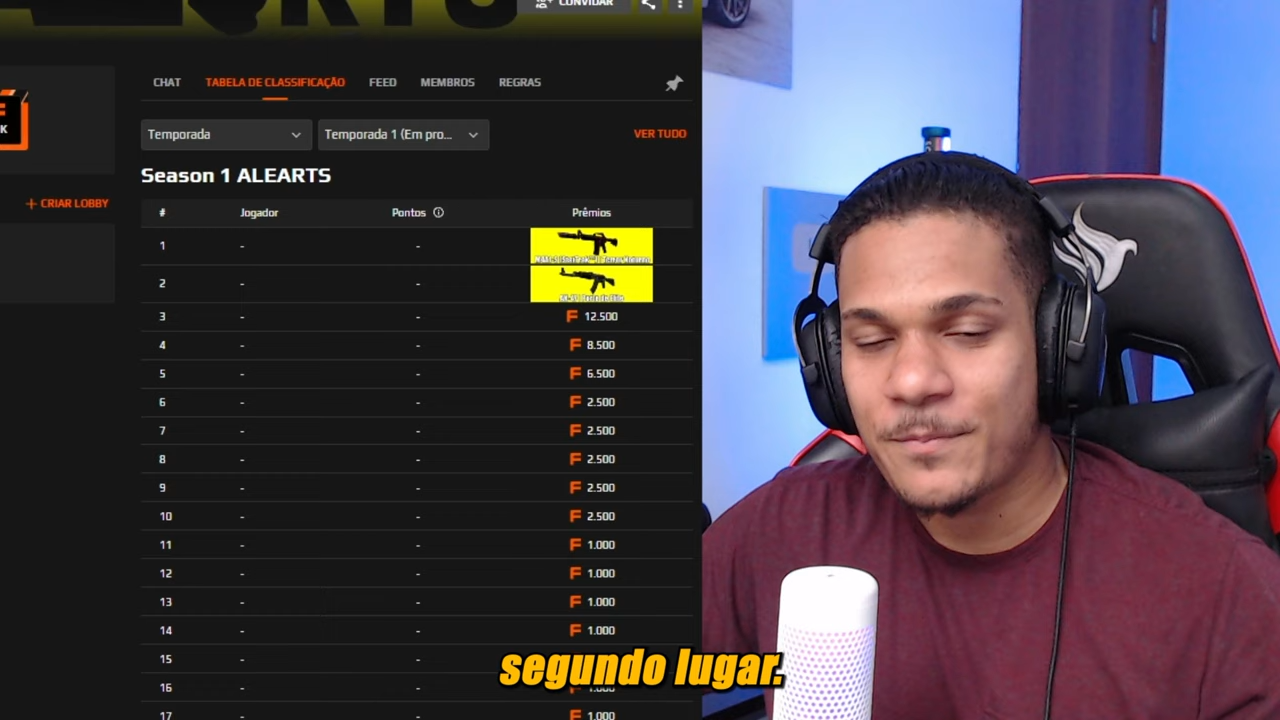 CONVIDAR
CHAT
TABELA DE CLASSIFICAÇÃO
FEED
MEMBROS
REGRAS
Temporada
Temporada 1 (Em pro...
VER TUDO
Season 1 ALEARTS
+ CRIAR LOBBY
# Jogador Pontos Prêmios
1 - -
2 - -
3 - - 12.500
4 - - 8.500
5 - - 6.500
6 - - 2.500
7 - - 2.500
8 - - 2.500
9 - - 2.500
10 - - 2.500
11 - - 1.000
12 - - 1.000
13 - - 1.000
14 - - 1.000
15 - -
16 - - 1.000
17 - - 1.000
segundo lugar.